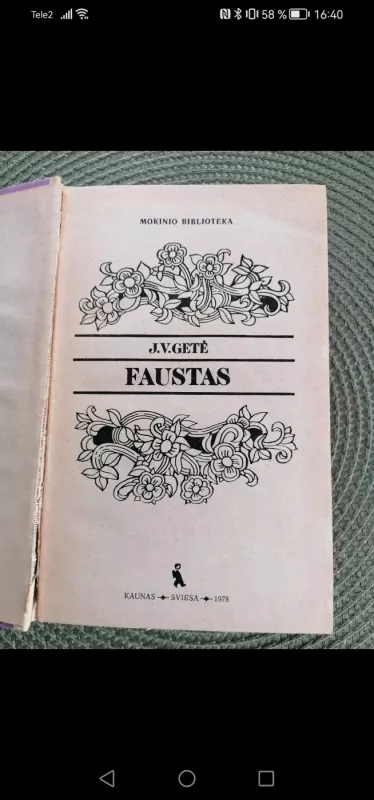 Tele2 58 % 16:40
MOKINIO BIBLIOTEKA
J.V.GETĖ
FAUSTAS
KAUNAS ŠVIESA 1978